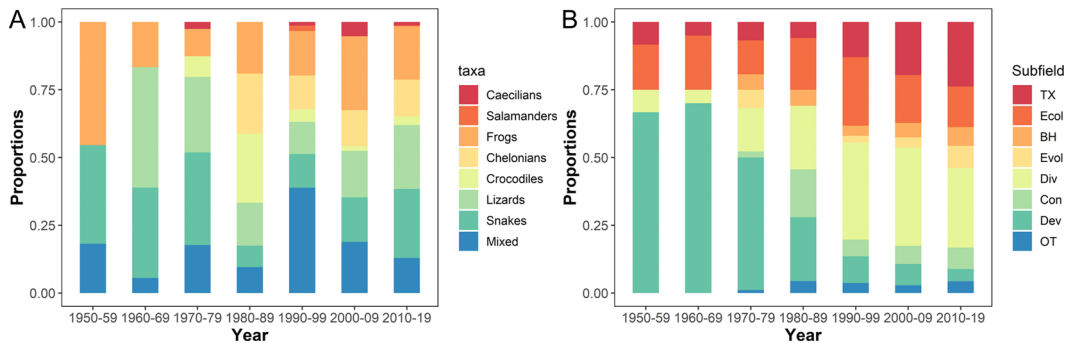 A
Proportions
1.00
0.75
0.50
0.25
0.00
1950-59 1960-69 1970-79 1980-89 1990-99 2000-09 2010-19
Year
taxa
Caecilians
Salamanders
Frogs
Chelonians
Crocodiles
Lizards
Snakes
Mixed
B
Proportions
1.00
0.75
0.50
0.25
0.00
1950-59 1960-69 1970-79 1980-89 1990-99 2000-09 2010-19
Year
Subfield
TX
Ecol
BH
Evol
Div
Con
Dev
OT